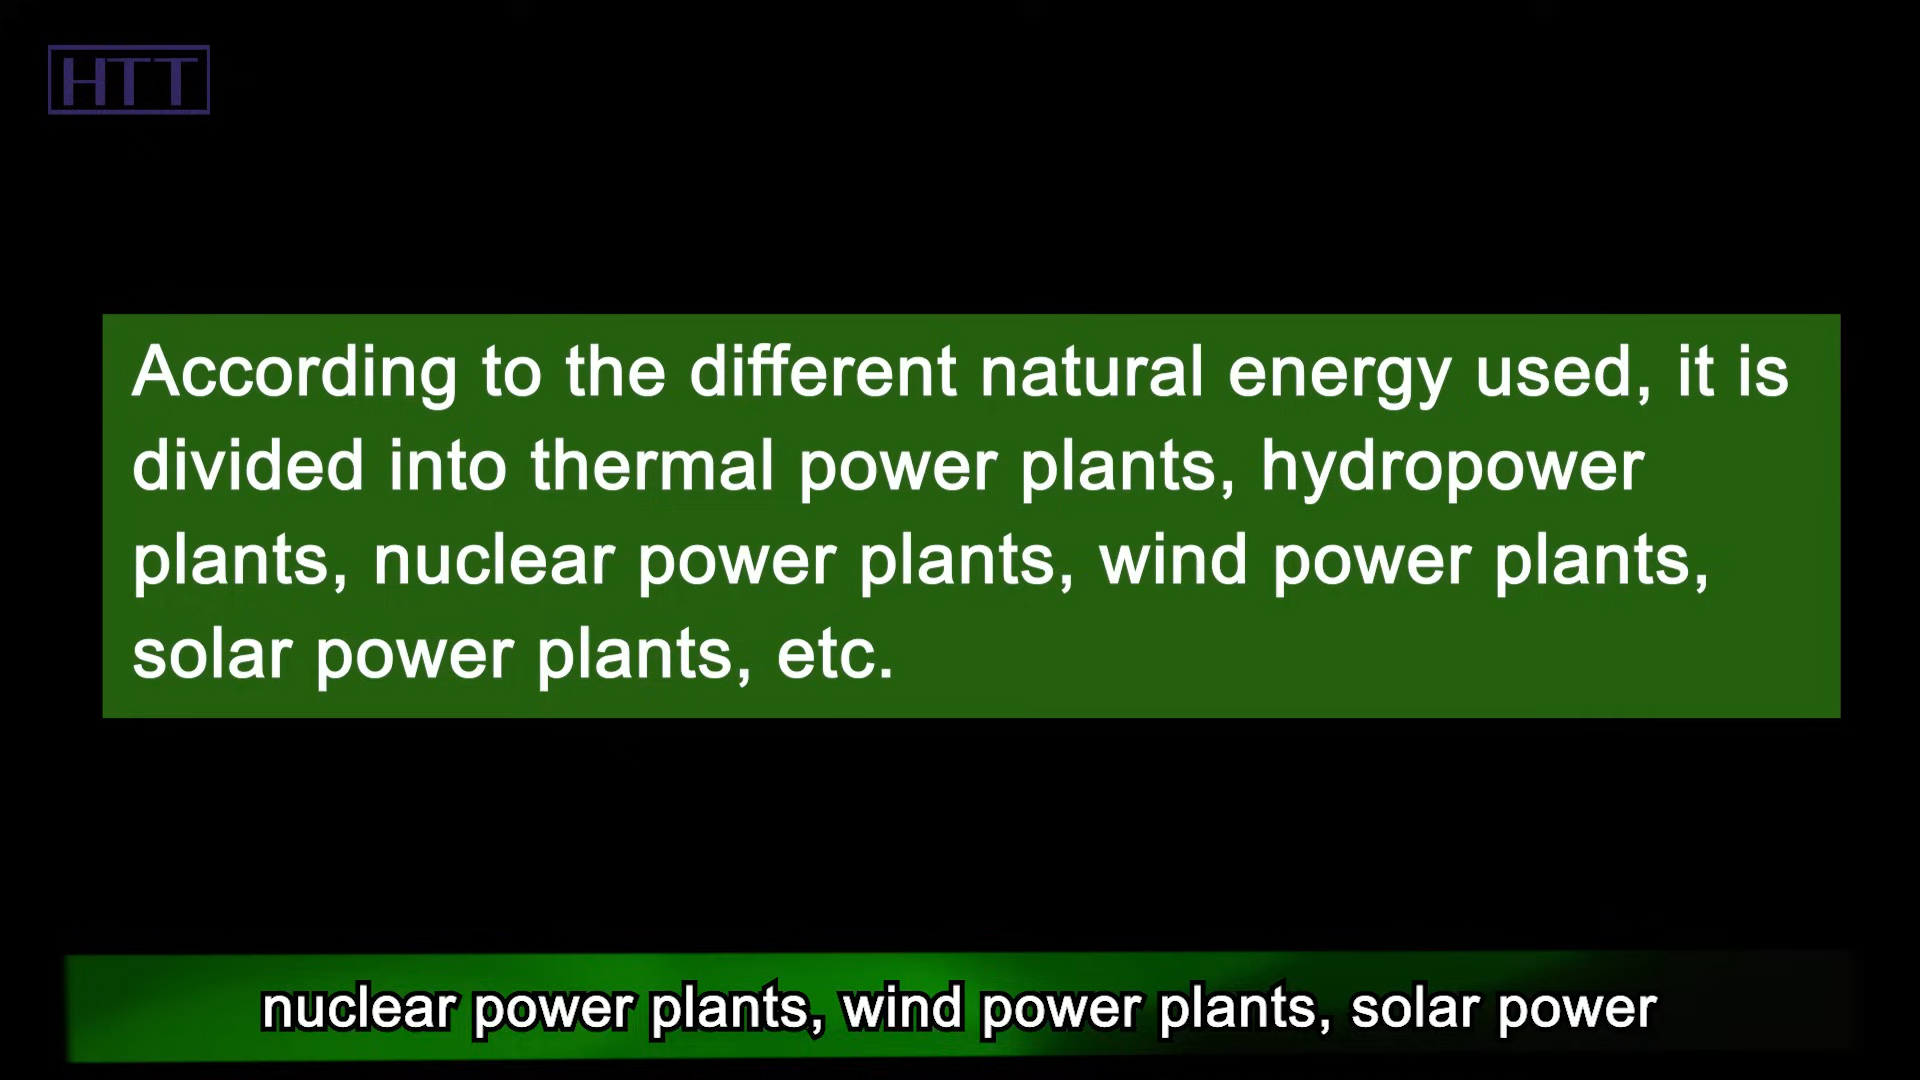 HTT
According to the different natural energy used, it is
divided into thermal power plants, hydropower
plants, nuclear power plants, wind power plants,
solar power plants, etc.
nuclear power plants, wind power plants, solar power